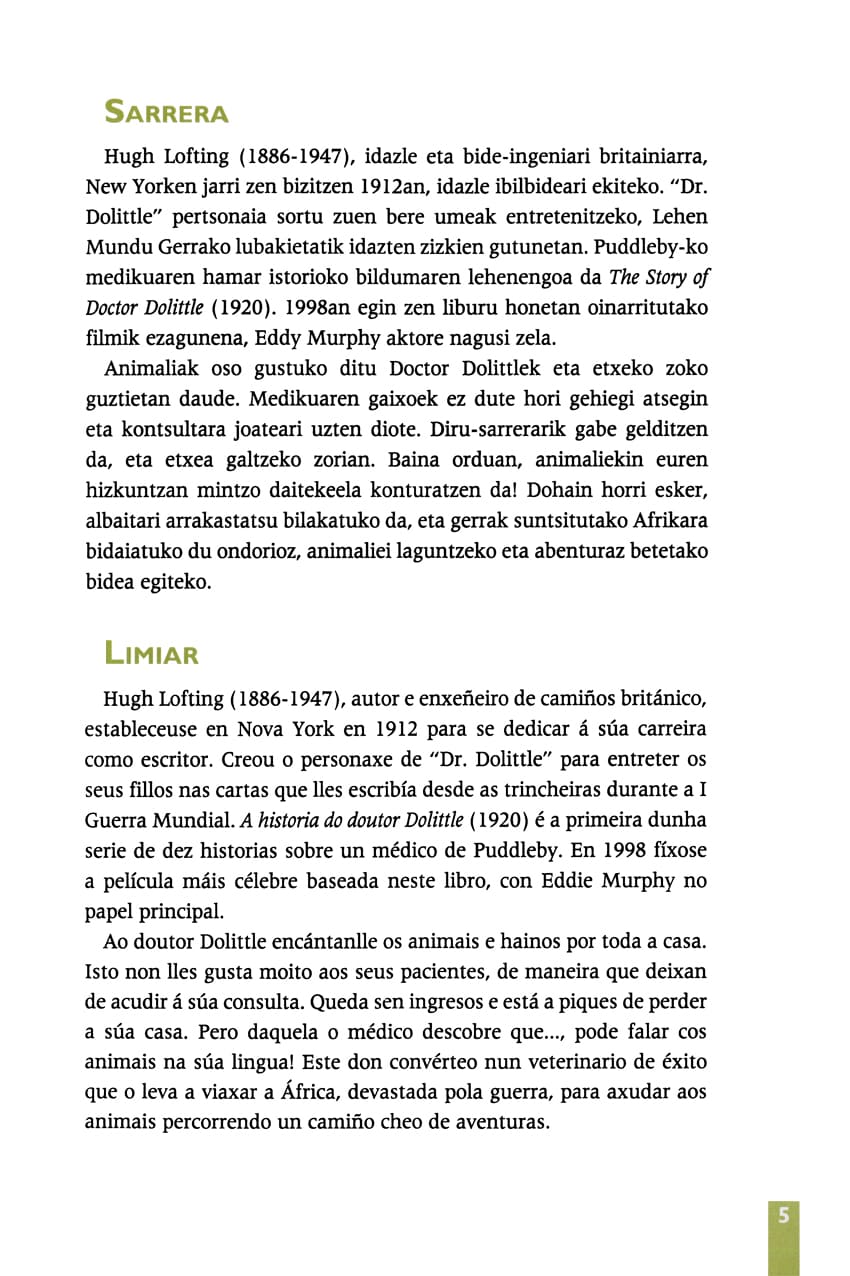 SARRERA
Hugh Lofting (1886-1947), idazle eta bide-ingeniari britainiarra,
New Yorken jarri zen bizitzen 1912an, idazle ibilbideari ekiteko. "Dr.
Dolittle" pertsonaia sortu zuen bere umeak entretenitzeko, Lehen
Mundu Gerrako lubakietatik idazten zizkien gutunetan. Puddleby-ko
medikuaren hamar istorioko bildumaren lehenengoa da The Story of
Doctor Dolittle (1920). 1998an egin zen liburu honetan oinarritutako
filmik ezagunena, Eddy Murphy aktore nagusi zela.
Animaliak oso gustuko ditu Doctor Dolittlek eta etxeko zoko
guztietan daude. Medikuaren gaixoek ez dute hori gehiegi atsegin
eta kontsultara joateari uzten diote. Diru-sarrerarik gabe gelditzen
da, eta etxea galtzeko zorian. Baina orduan, animaliekin euren
hizkuntzan mintzo daitekeela konturatzen da! Dohain horri esker,
albaitari arrakastatsu bilakatuko da, eta gerrak suntsitutako Afrikara
bidaiatuko du ondorioz, animaliei laguntzeko eta abenturaz betetako
bidea egiteko.
LIMIAR
Hugh Lofting (1886-1947), autor e enxeñeiro de camiños británico,
estableceuse en Nova York en 1912 para se dedicar á súa carreira
como escritor. Creou o personaxe de "Dr. Dolittle" para entreter os
seus fillos nas cartas que lles escribía desde as trincheiras durante a I
Guerra Mundial. A historia do doutor Dolittle (1920) é a primeira dunha
serie de dez historias sobre un médico de Puddleby. En 1998 fíxose
a película máis célebre baseada neste libro, con Eddie Murphy no
papel principal.
Ao doutor Dolittle encántanlle os animais e hainos por toda a casa.
Isto non lles gusta moito aos seus pacientes, de maneira que deixan
de acudir á súa consulta. Queda sen ingresos e está a piques de perder
a súa casa. Pero daquela o médico descobre que..., pode falar cos
animais na súa lingua! Este don convérteo nun veterinario de éxito
que o leva a viaxar a África, devastada pola guerra, para axudar aos
animais percorrendo un camiño cheo de aventuras.
5